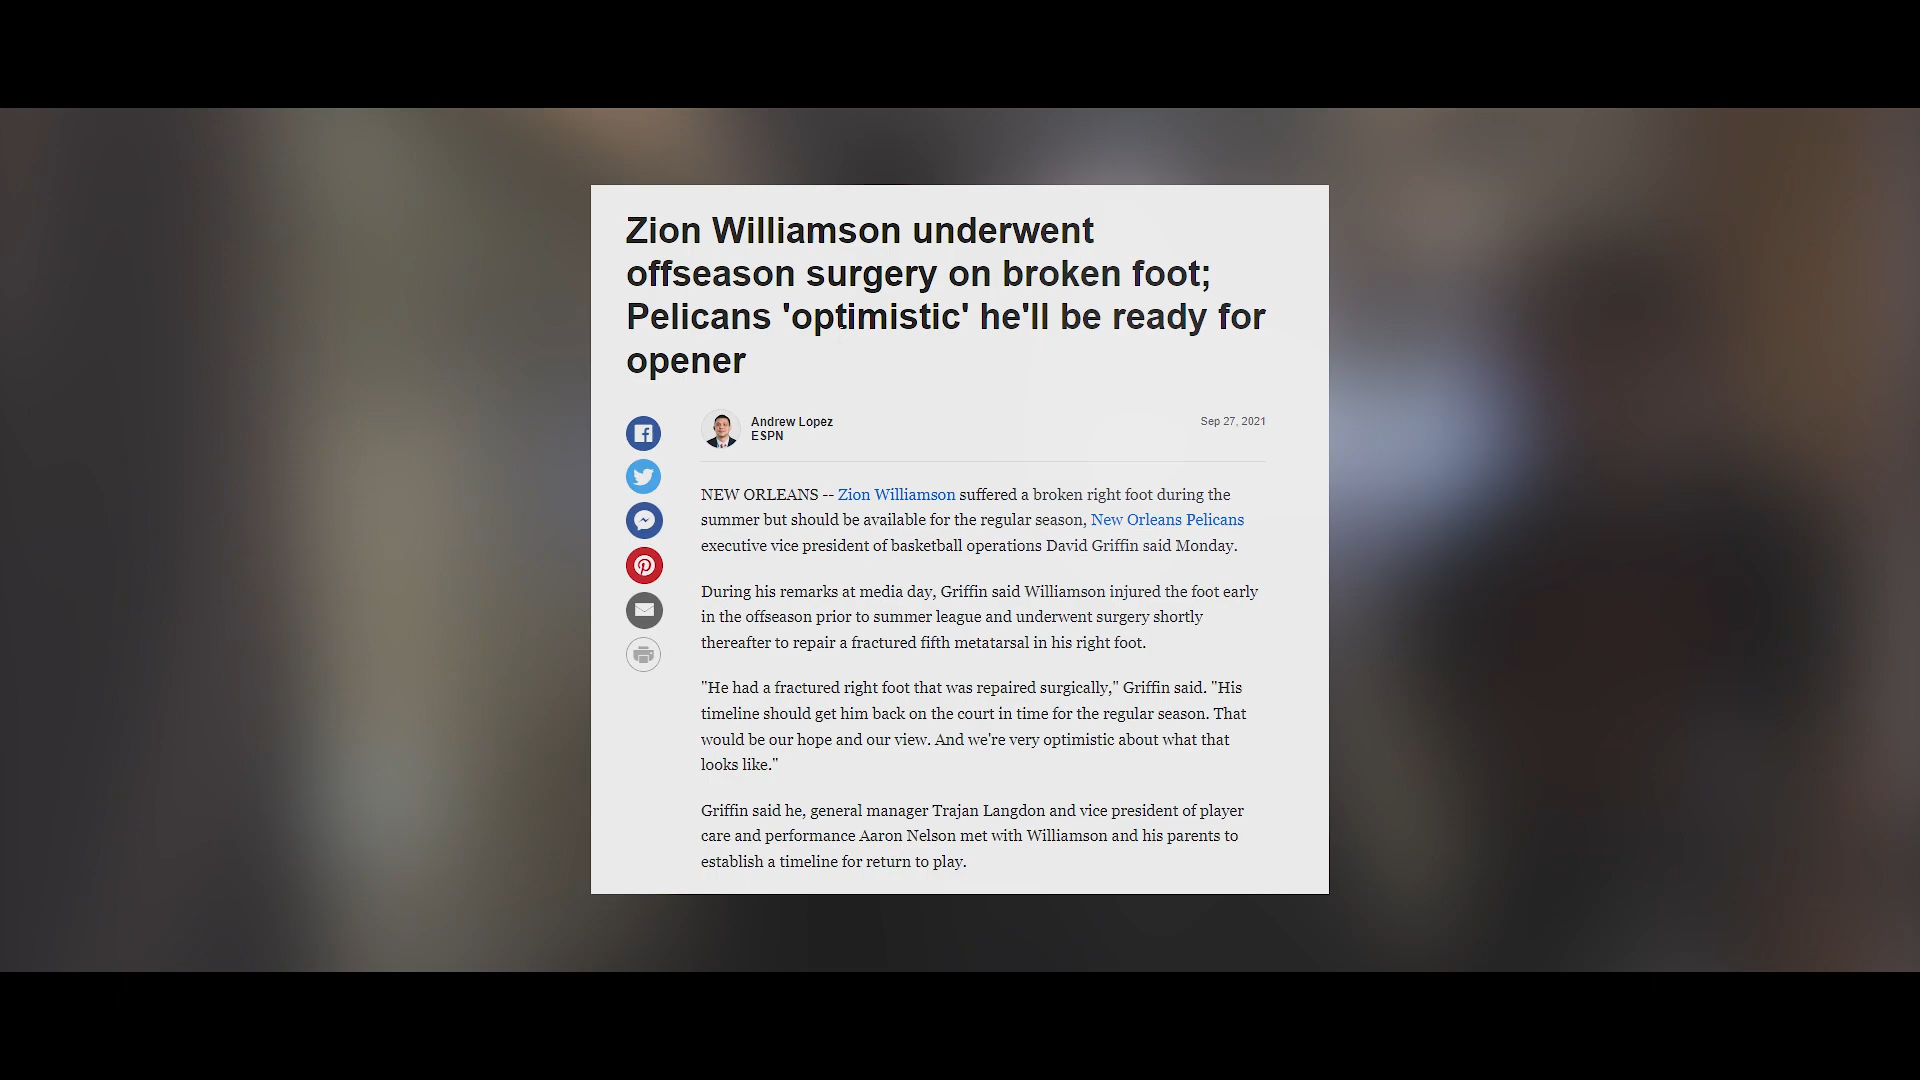 Zion Williamson underwent
offseason surgery on broken foot;
Pelicans 'optimistic' he'll be ready for
opener
Andrew Lopez
ESPN
Sep 27, 2021
NEW ORLEANS -- Zion Williamson suffered a broken right foot during the
summer but should be available for the regular season, New Orleans Pelicans
executive vice president of basketball operations David Griffin said Monday.
During his remarks at media day, Griffin said Williamson injured the foot early
in the offseason prior to summer league and underwent surgery shortly
thereafter to repair a fractured fifth metatarsal in his right foot.
"He had a fractured right foot that was repaired surgically," Griffin said. "His
timeline should get him back on the court in time for the regular season. That
would be our hope and our view. And we're very optimistic about what that
looks like."
Griffin said he, general manager Trajan Langdon and vice president of player
care and performance Aaron Nelson met with Williamson and his parents to
establish a timeline for return to play.